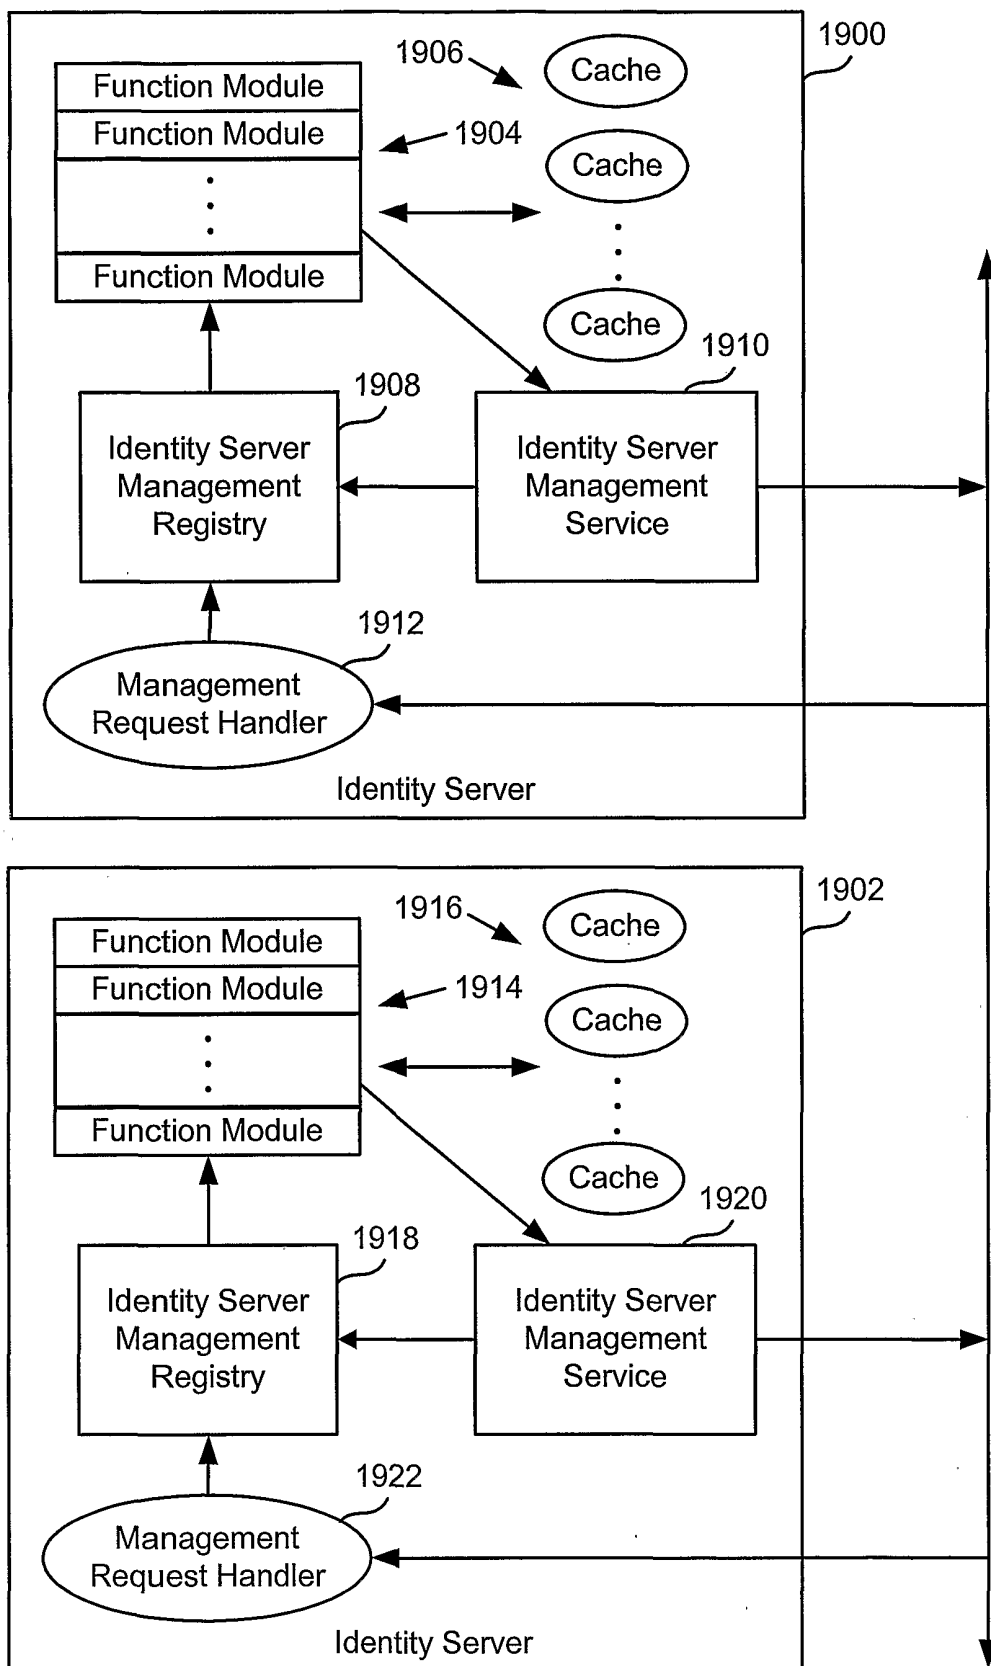 1900
1906
Cache
Function Module
Function Module
1904
Cache
Function Module
Cache
1910
1908
Identity Server
Management
Registry
Identity Server
Management
Service
1912
Management
Request Handler
Identity Server
1902
1916
Cache
Function Module
Function Module
1914
Cache
Function Module
Cache
1920
1918
Identity Server
Management
Registry
Identity Server
Management
Service
1922
Management
Request Handler
Identity Server